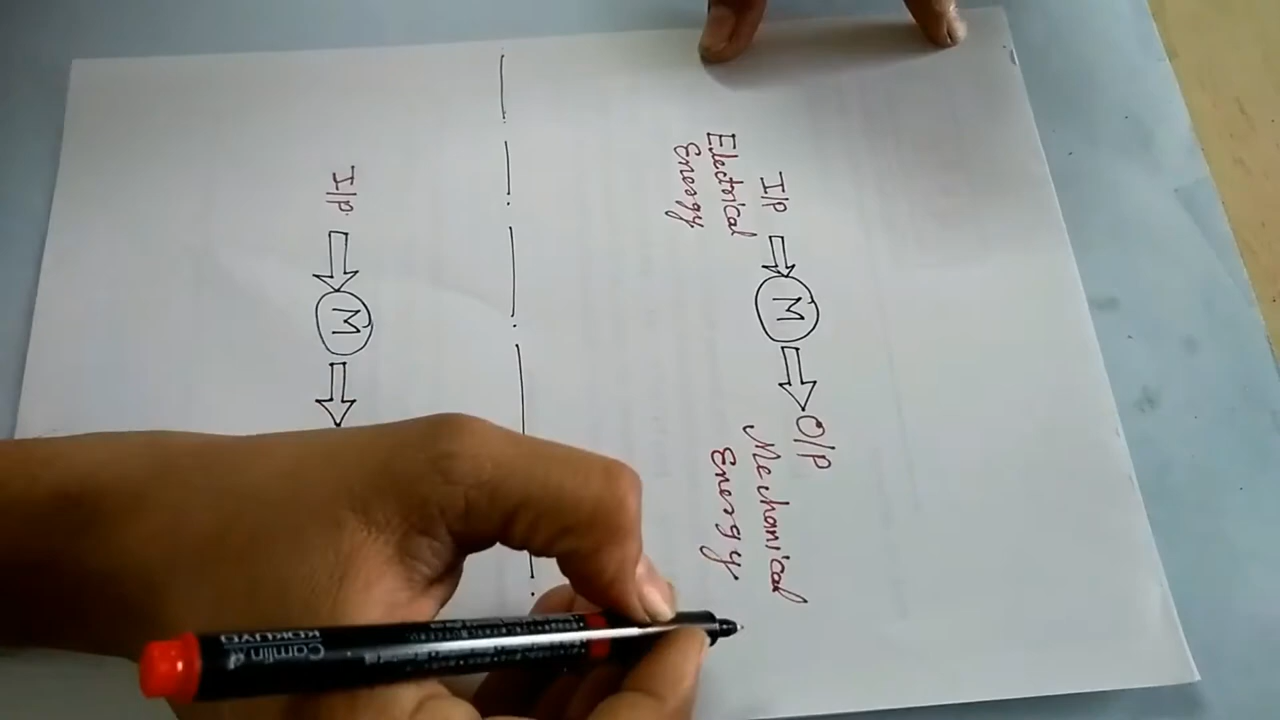 I/P M O/P
Electrical Mechanical
Energy Energy
I/P. M
Camlin
KOKUYO